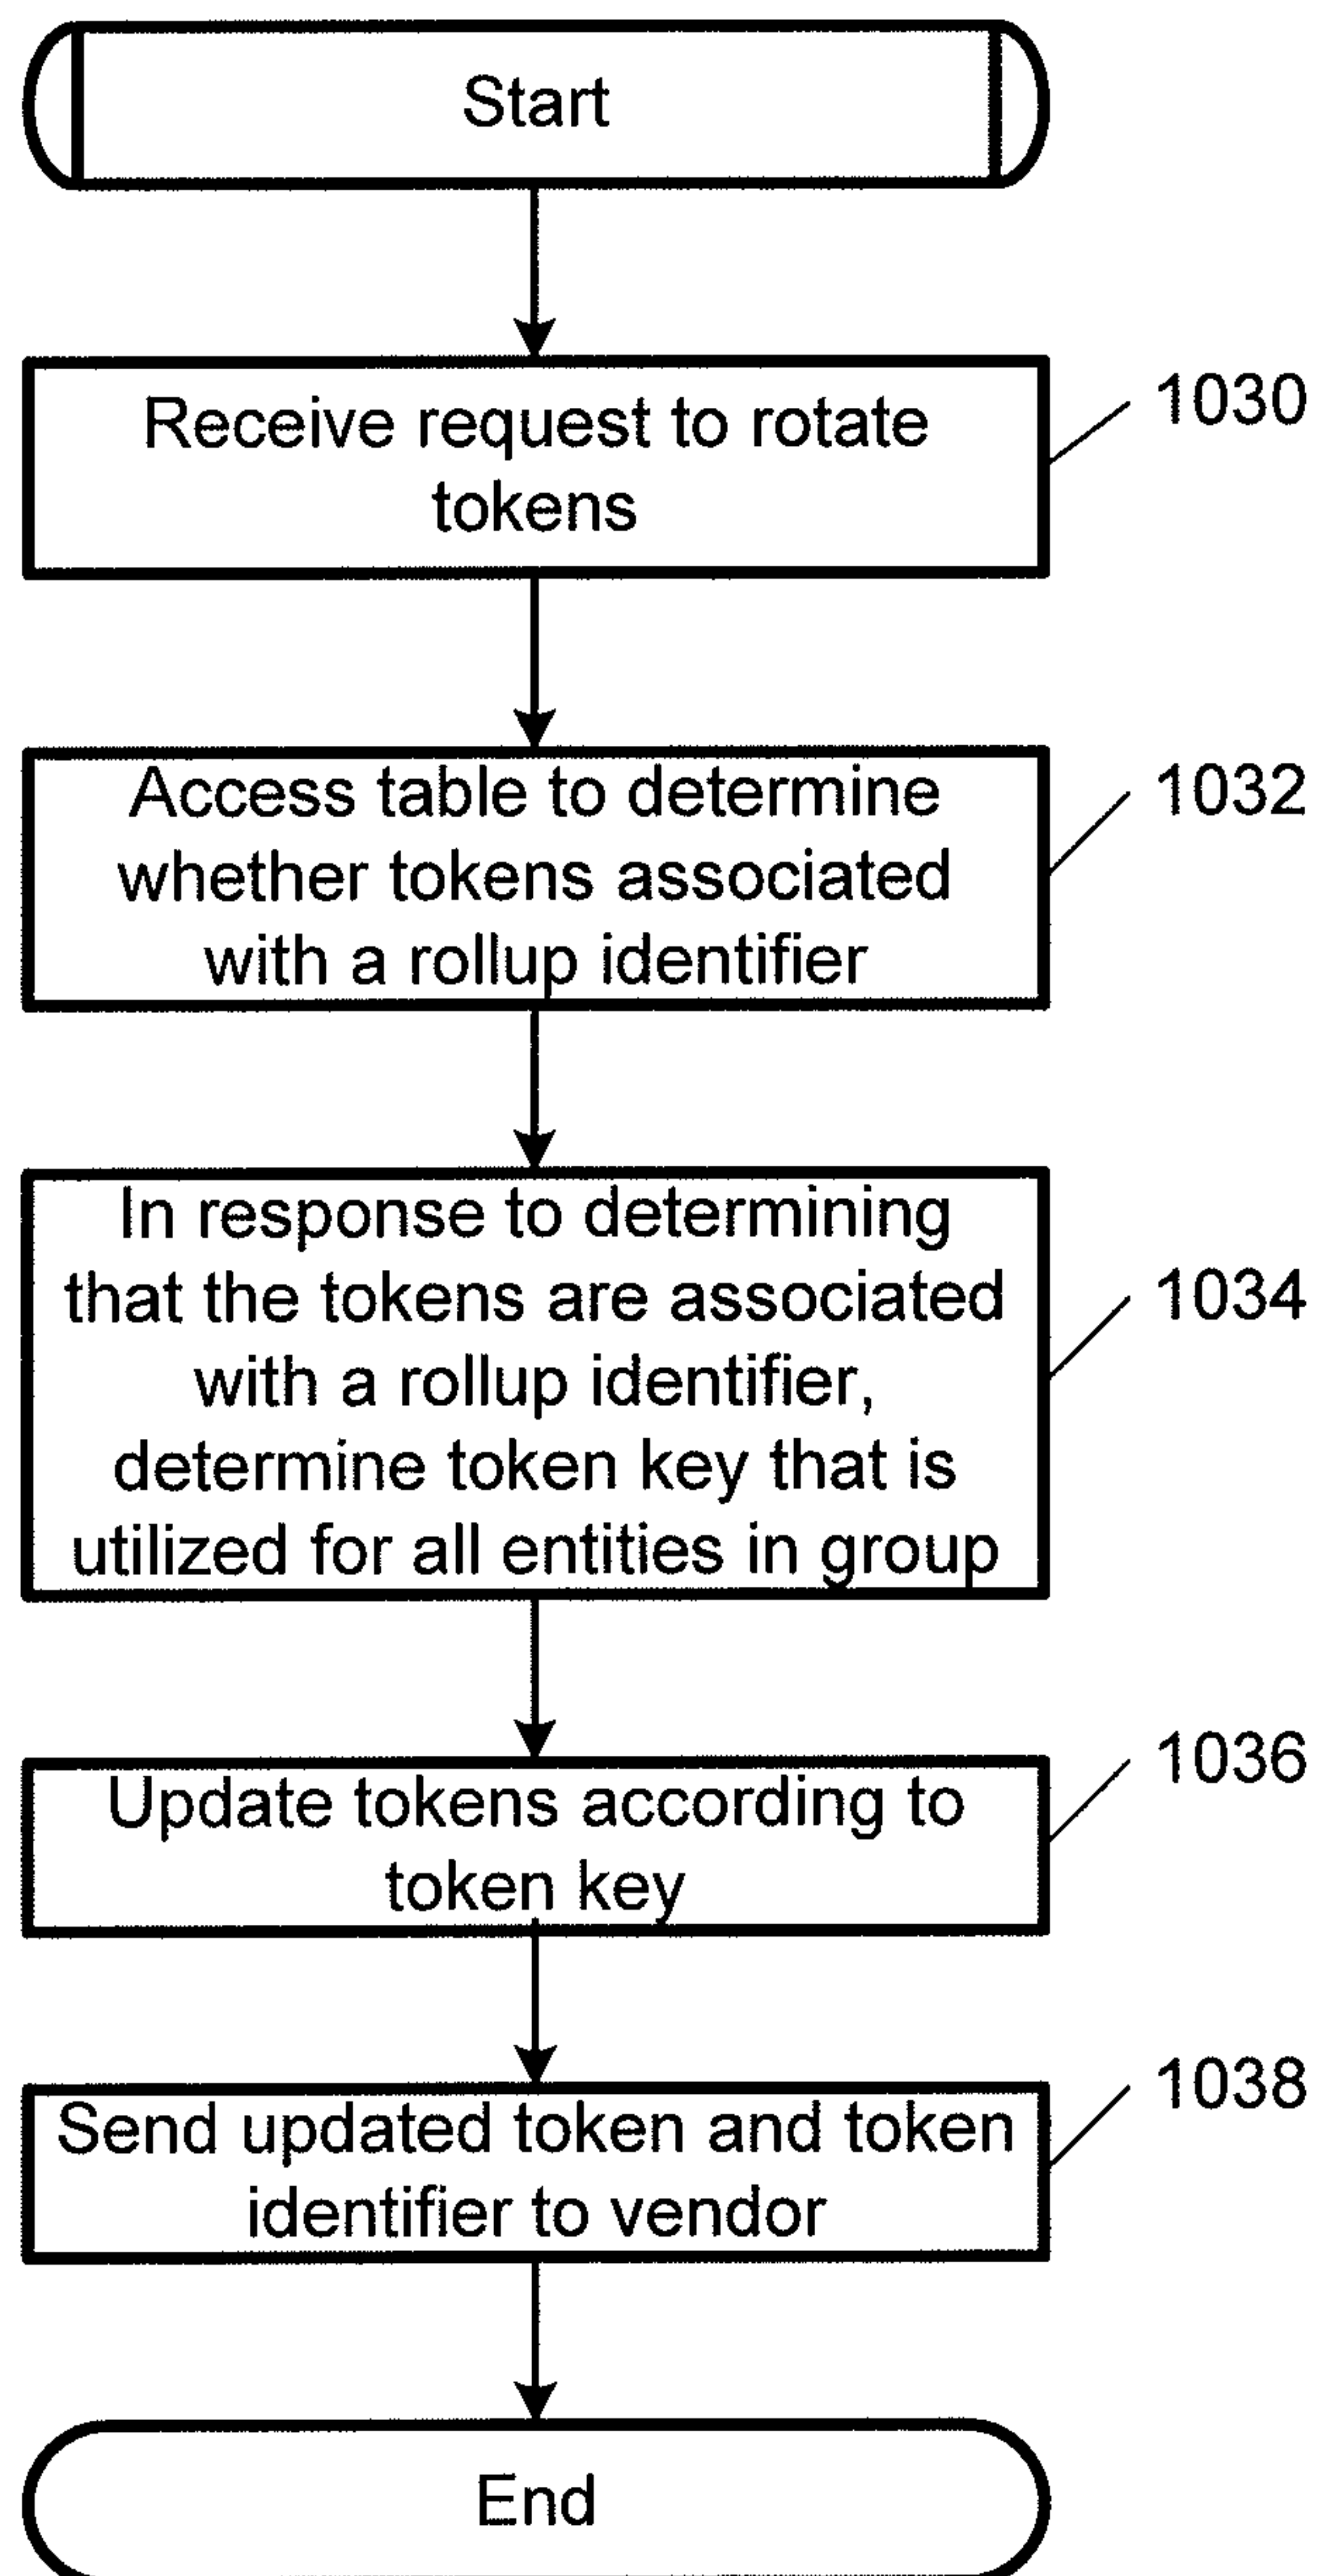 Start
Receive request to rotate
tokens
1030
Access table to determine
whether tokens associated
with a rollup identifier
1032
In response to determining
that the tokens are associated
with a rollup identifier,
determine token key that is
utilized for all entities in group
1034
Update tokens according to
token key
1036
Send updated token and token
identifier to vendor
1038
End